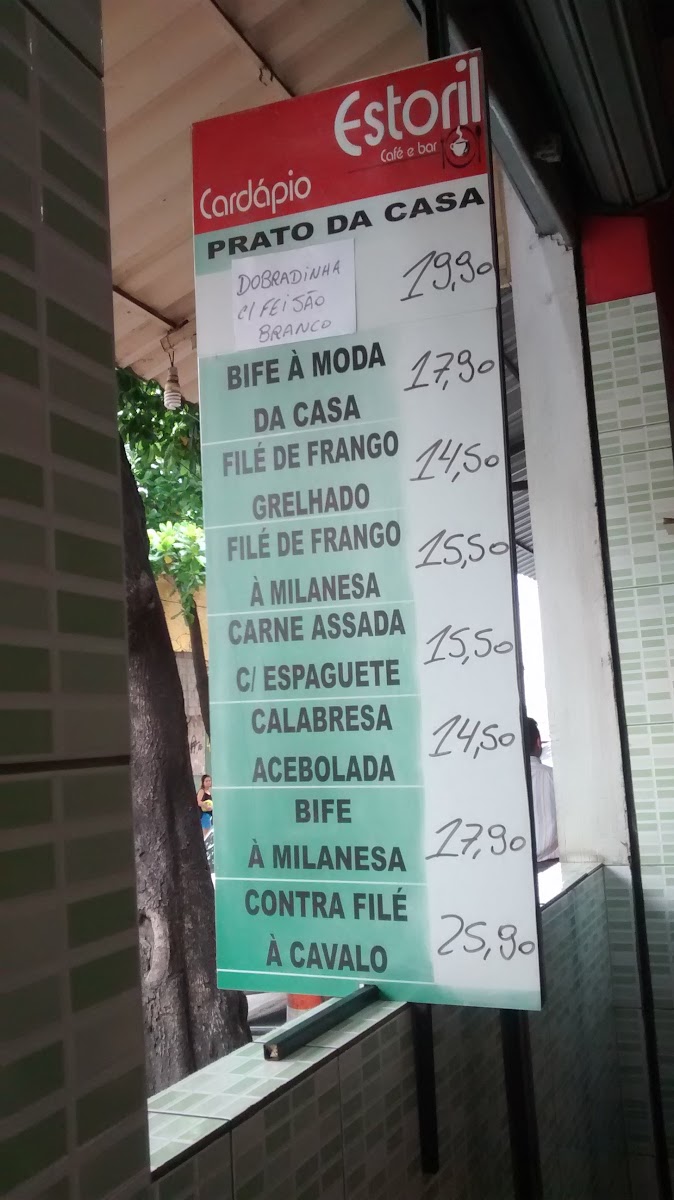 Estoril
Café e bar
Cardápio
PRATO DA CASA
DOBRADINHA
C/ FEIJÃO
BRANCO
19,90
BIFE À MODA
DA CASA
17,90
FILÉ DE FRANGO
GRELHADO
14,50
FILÉ DE FRANGO
À MILANESA
15,50
CARNE ASSADA
C/ ESPAGUETE
15,50
CALABRESA
ACEBOLADA
14,50
BIFE
À MILANESA
17,90
CONTRA FILÉ
À CAVALO
25,90